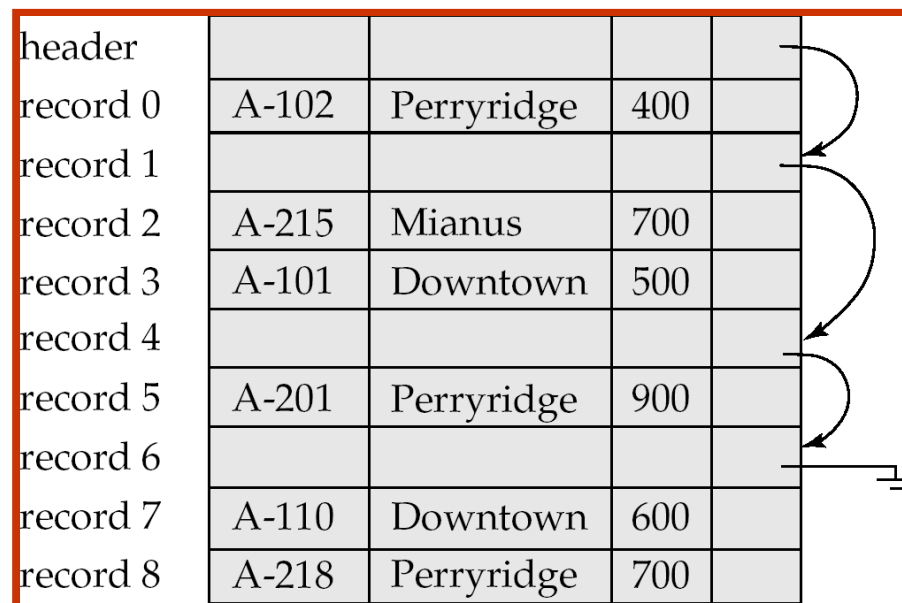 header
record 0 A-102 Perryridge 400
record 1
record 2 A-215 Mianus 700
record 3 A-101 Downtown 500
record 4
record 5 A-201 Perryridge 900
record 6
record 7 A-110 Downtown 600
record 8 A-218 Perryridge 700